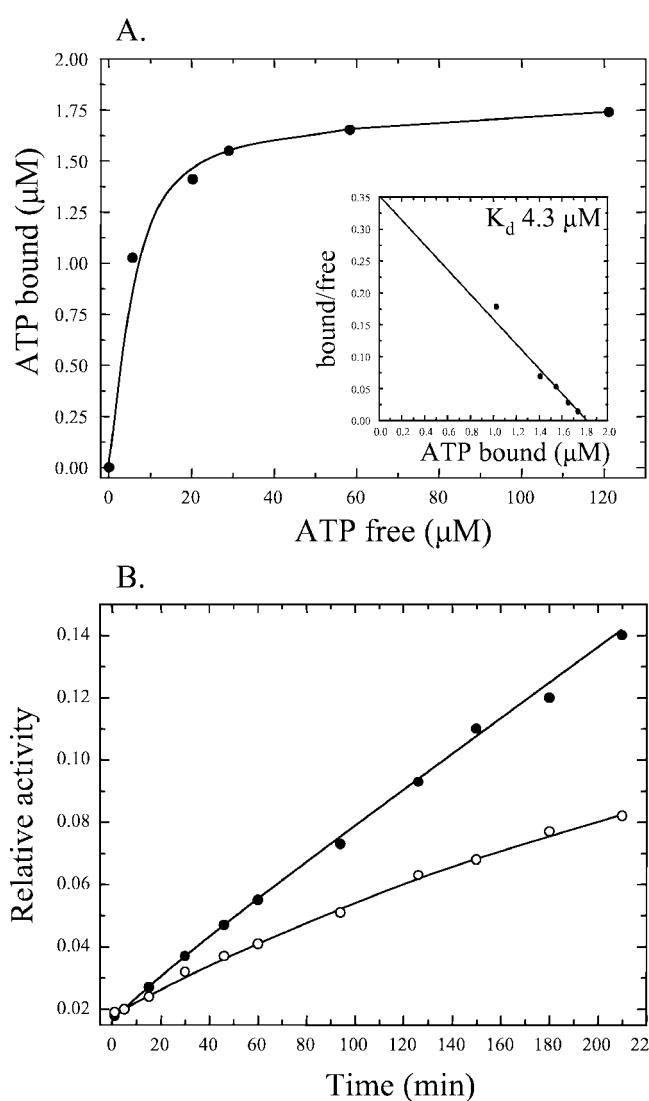 A.
ATP bound (μM)
2.00
1.75
1.50
1.25
1.00
0.75
0.50
0.25
0.00
0 20 40 60 80 100 120
ATP free (μM)
K_d 4.3 μM
bound/free
0.35
0.30
0.25
0.20
0.15
0.10
0.05
0.00
0.0 0.2 0.4 0.6 0.8 1.0 1.2 1.4 1.6 1.8 2.0
ATP bound (μM)
B.
Relative activity
0.14
0.12
0.10
0.08
0.06
0.04
0.02
0 20 40 60 80 100 120 140 160 180 200 22
Time (min)